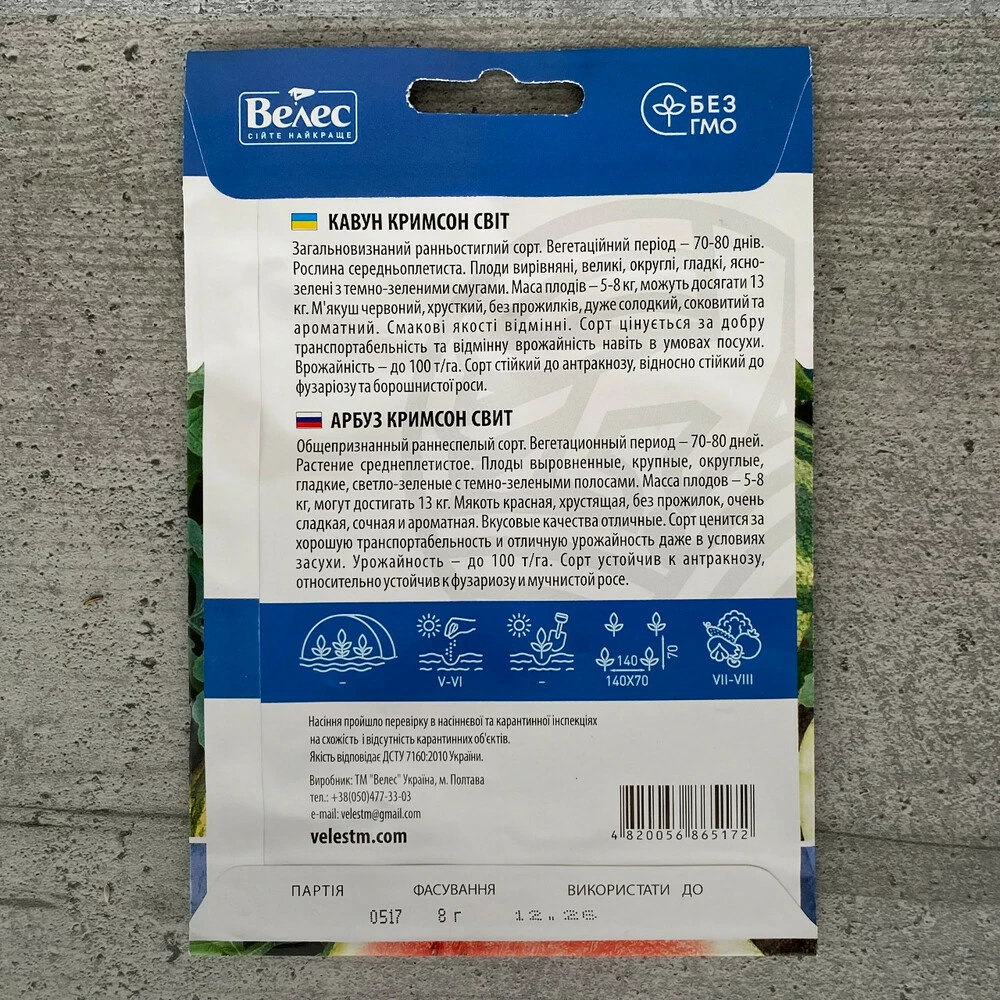 Велес
СІЙТЕ НАЙКРАЩЕ
БЕЗ
ГМО
КАВУН КРИМСОН СВІТ
Загальновизнаний ранньостиглий сорт. Вегетаційний період – 70-80 днів.
Рослина середньоплетиста. Плоди вирівняні, великі, округлі, гладкі, ясно-
зелені з темно-зеленими смугами. Маса плодів – 5-8 кг, можуть досягати 13
кг. М'якуш червоний, хрусткий, без прожилків, дуже солодкий, соковитий та
ароматний. Смакові якості відмінні. Сорт цінується за добру
транспортабельність та відмінну врожайність навіть в умовах посухи.
Врожайність – до 100 т/га. Сорт стійкий до антракнозу, відносно стійкий до
фузаріозу та борошнистої роси.
АРБУЗ КРИМСОН СВИТ
Общепризнанный раннеспелый сорт. Вегетационный период – 70-80 дней.
Растение среднеплетистое. Плоды выровненные, крупные, округлые,
гладкие, светло-зеленые с темно-зелеными полосами. Масса плодов – 5-8
кг, могут достигать 13 кг. Мякоть красная, хрустящая, без прожилок, очень
сладкая, сочная и ароматная. Вкусовые качества отличные. Сорт ценится за
хорошую транспортабельность и отличную урожайность даже в условиях
засухи. Урожайность – до 100 т/га. Сорт устойчив к антракнозу,
относительно устойчив к фузариозу и мучнистой росе.
140 70
– V-VI – 140X70 VII-VIII
Насіння пройшло перевірку в насіннєвої та карантинної інспекціях
на схожість і відсутність карантинних об'єктів.
Якість відповідає ДСТУ 7160:2010 України.
Виробник: ТМ "Велес" Україна, м. Полтава
тел.: +38(050)477-33-03
e-mail: velestm@gmail.com
velestm.com
4 820056 865172
ПАРТІЯ ФАСУВАННЯ ВИКОРИСТАТИ ДО
0517 8 г 12.26